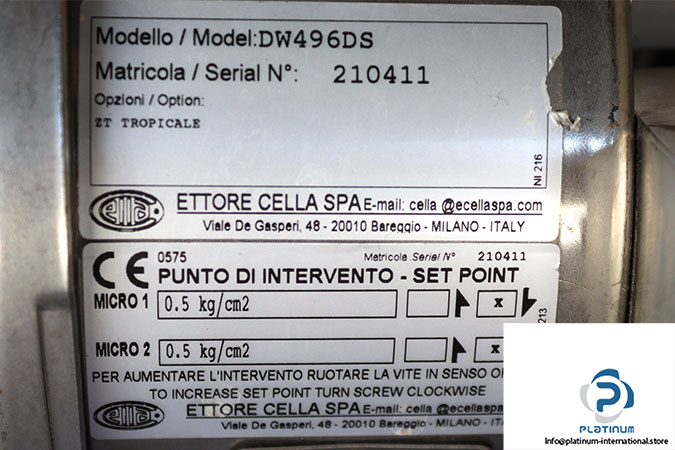 Modello / Model:DW496DS
Matricola / Serial N°: 210411
Opzioni / Option:
ZT TROPICALE
NI 216
ETTORE CELLA SPA E-mail: cella @ecellaspa.com
Viale De Gasperi, 48 - 20010 Bareggio - MILANO - ITALY
CE 0575 Matricola Serial N° 210411
PUNTO DI INTERVENTO - SET POINT
MICRO 1 0.5 kg/cm2 x
213
MICRO 2 0.5 kg/cm2 x
PER AUMENTARE L'INTERVENTO RUOTARE LA VITE IN SENSO
TO INCREASE SET POINT TURN SCREW CLOCKWISE
ETTORE CELLA SPA E-mail: cella @ecellaspa
Viale De Gasperi, 48 - 20010 Bareggio - MILANO - IT
PLATINUM
Info@platinum-international.store